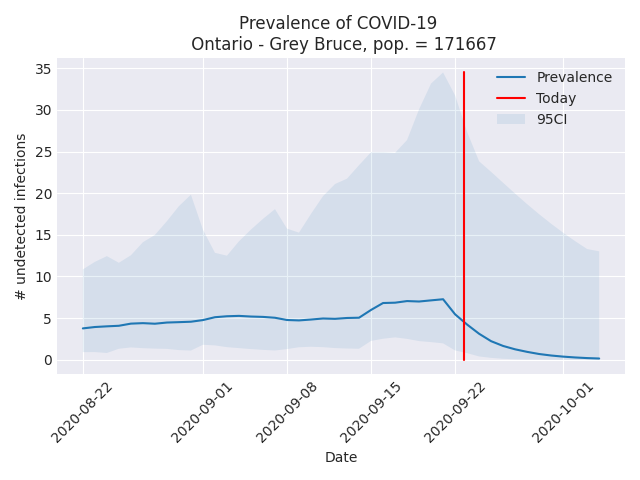 Prevalence of COVID-19
Ontario - Grey Bruce, pop. = 171667
35
30
25
20
15
10
5
0
# undetected infections
Prevalence
Today
95CI
2020-08-22
2020-09-01
2020-09-08
2020-09-15
2020-09-22
2020-10-01
Date